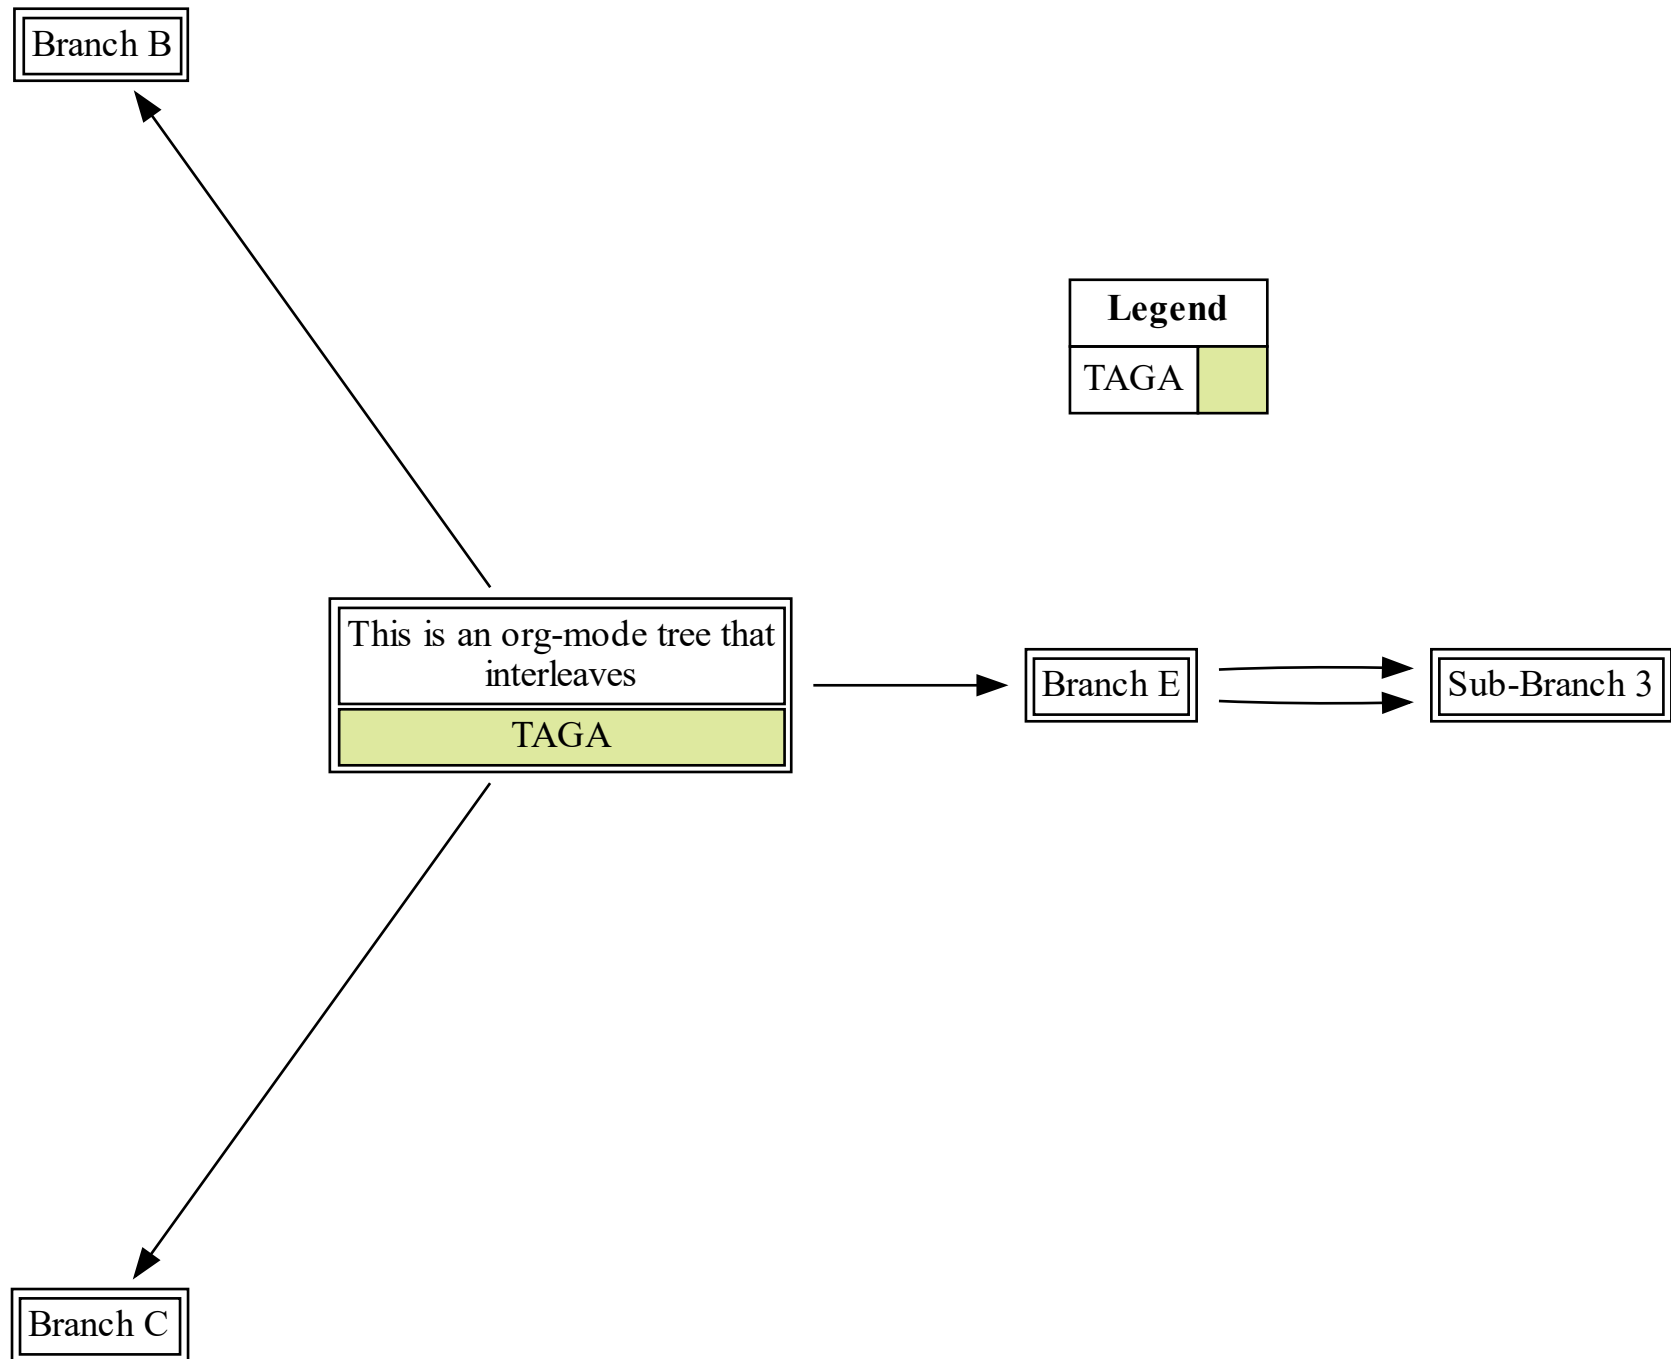 Branch B
Legend
TAGA
This is an org-mode tree that
interleaves
TAGA
Branch E
Sub-Branch 3
Branch C